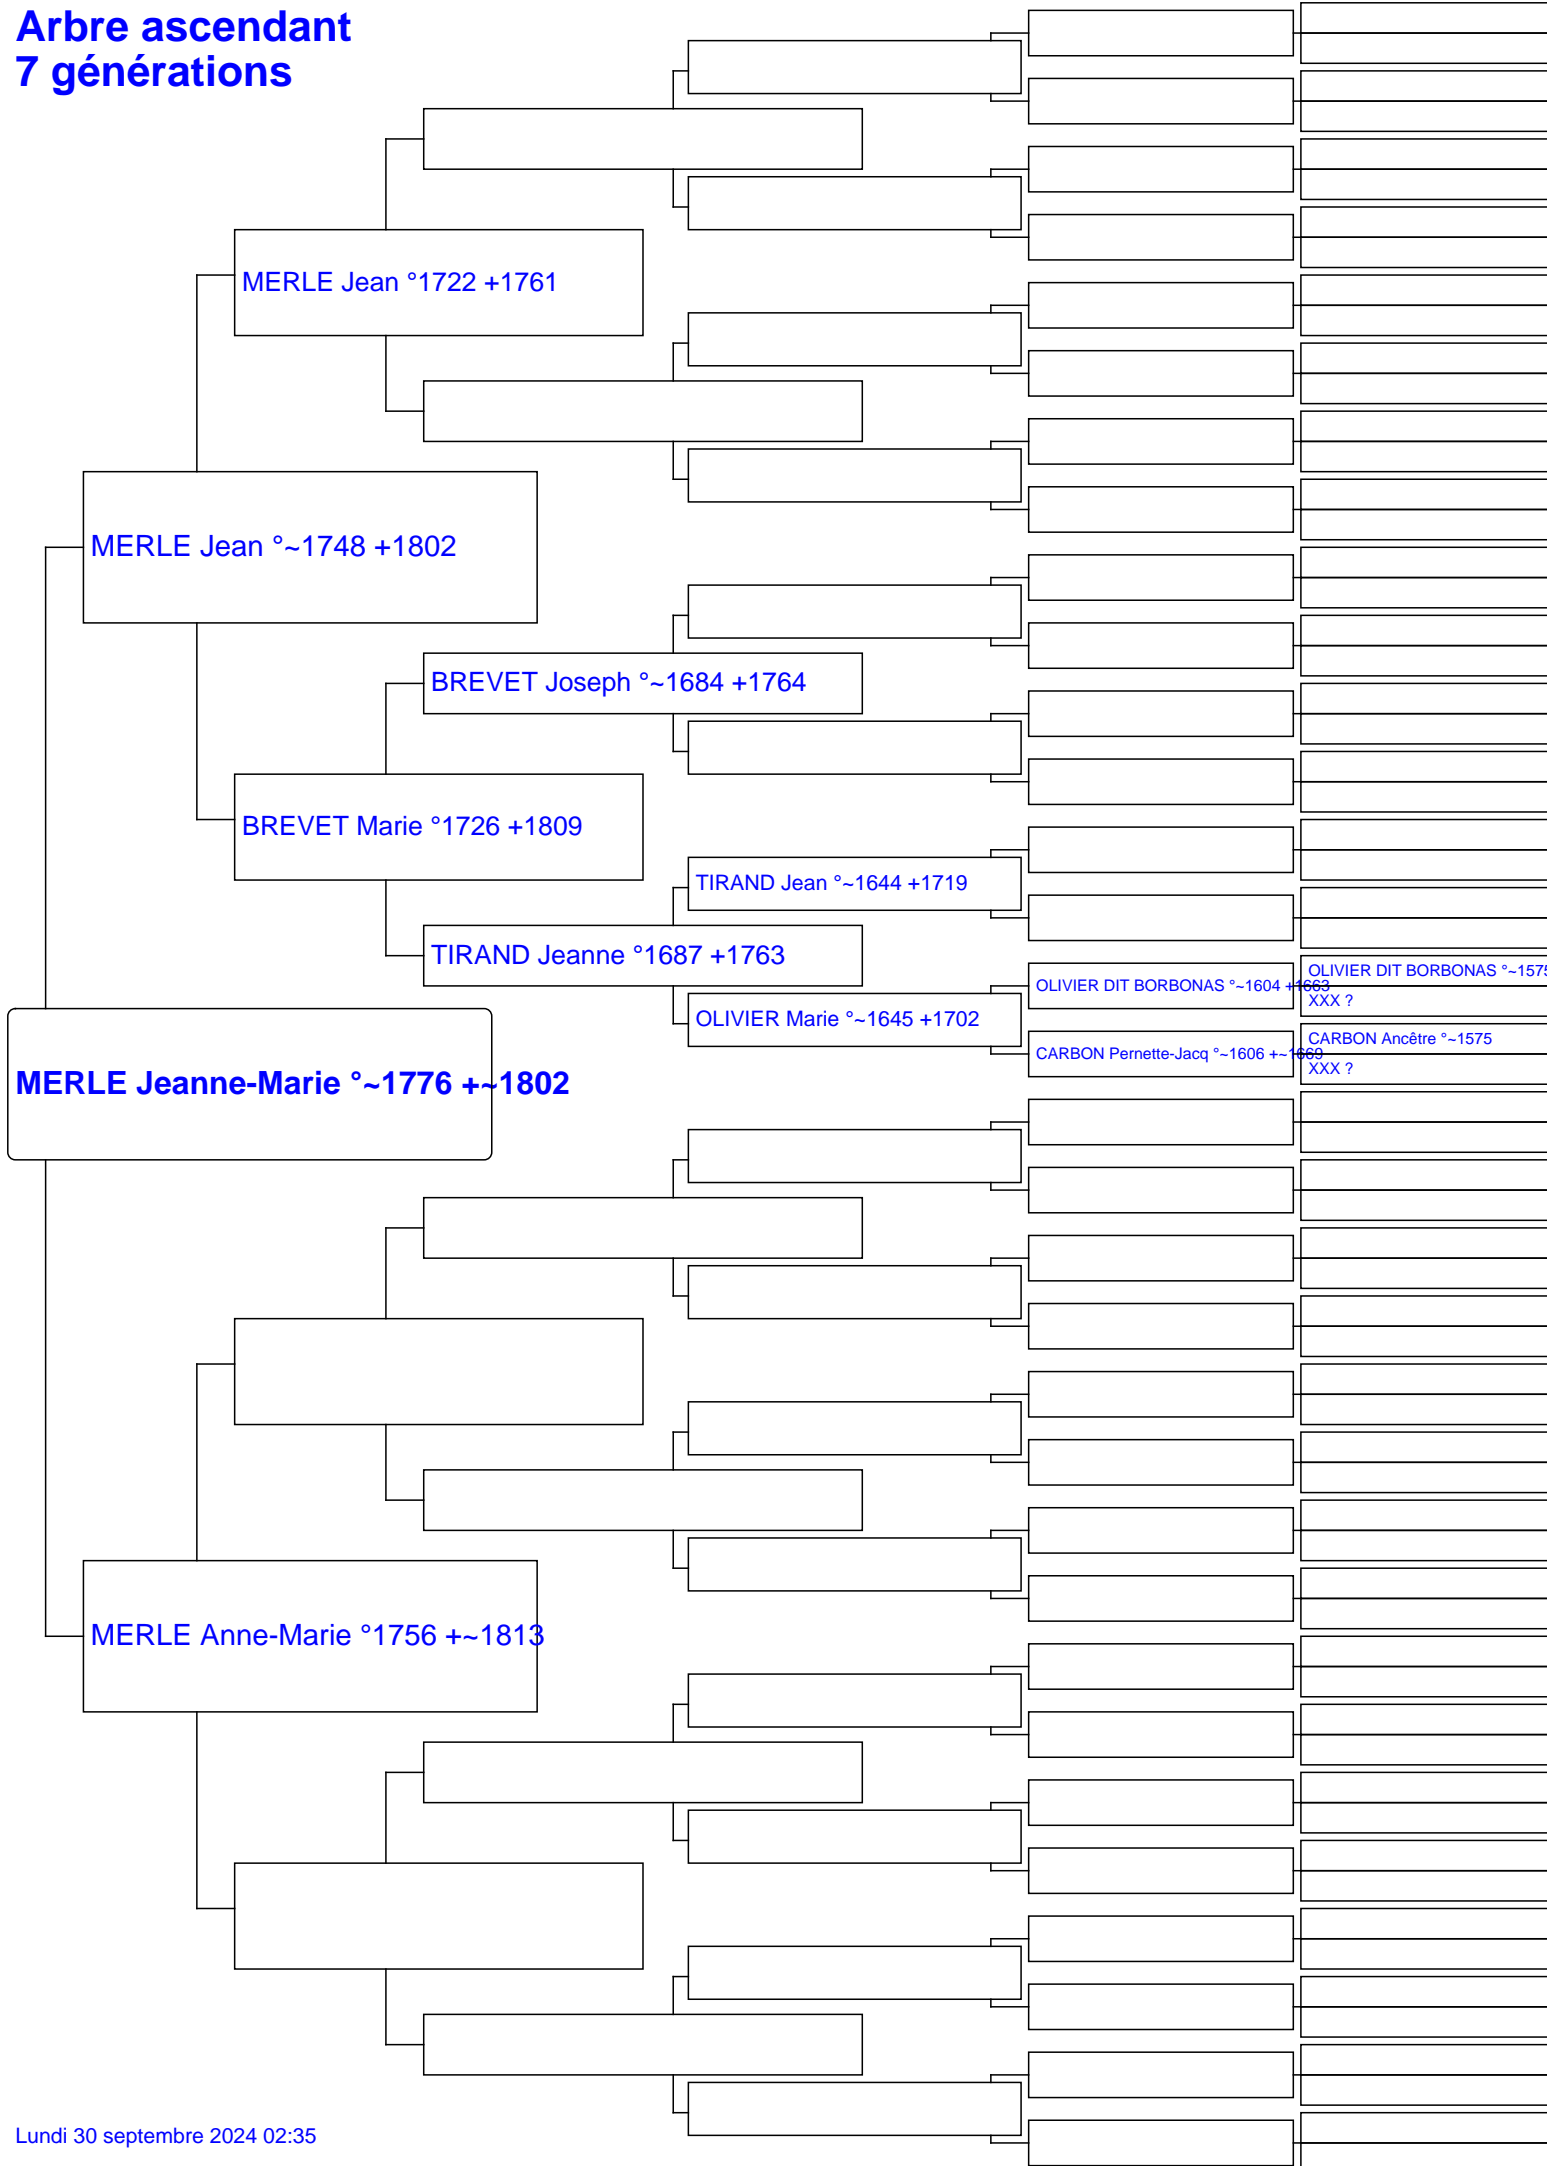 Arbre ascendant
7 générations
MERLE Jean °1722 +1761
MERLE Jean °~1748 +1802
BREVET Joseph °~1684 +1764
BREVET Marie °1726 +1809
TIRAND Jean °~1644 +1719
TIRAND Jeanne °1687 +1763
OLIVIER DIT BORBONAS °~1604 +1663
OLIVIER DIT BORBONAS °~1575
XXX ?
OLIVIER Marie °~1645 +1702
CARBON Pernette-Jacq °~1606 +~1669
CARBON Ancêtre °~1575
XXX ?
MERLE Jeanne-Marie °~1776 +~1802
MERLE Anne-Marie °1756 +~1813
Lundi 30 septembre 2024 02:35